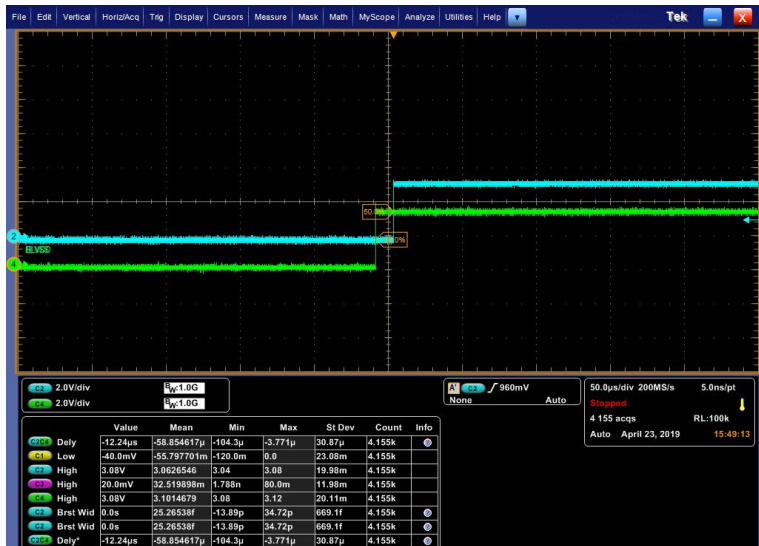 File Edit Vertical Horiz/Acq Trig Display Cursors Measure Mask Math MyScope Analyze Utilities Help Tek X
50.0%
2
ELVSS
4
C2 2.0V/div BW:1.0G
C4 2.0V/div BW:1.0G
A' C2 960mV
None Auto
50.0µs/div 200MS/s 5.0ns/pt
Stopped
4 155 acqs RL:100k
Auto April 23, 2019 15:49:13
Value Mean Min Max St Dev Count Info
C2C4 Dely -12.24µs -58.854617µ -104.3µ -3.771µ 30.87µ 4.155k
C1 Low -40.0mV -55.797701m -120.0m 0.0 23.08m 4.155k
C2 High 3.08V 3.0626546 3.04 3.08 19.98m 4.155k
C3 High 20.0mV 32.519898m 1.788n 80.0m 11.98m 4.155k
C4 High 3.08V 3.1014679 3.08 3.12 20.11m 4.155k
C2 Brst Wid 0.0s 25.26538f -13.89p 34.72p 669.1f 4.155k
C2 Brst Wid 0.0s 25.26538f -13.89p 34.72p 669.1f 4.155k
C2C4 Dely* -12.24µs -58.854617µ -104.3µ -3.771µ 30.87µ 4.155k